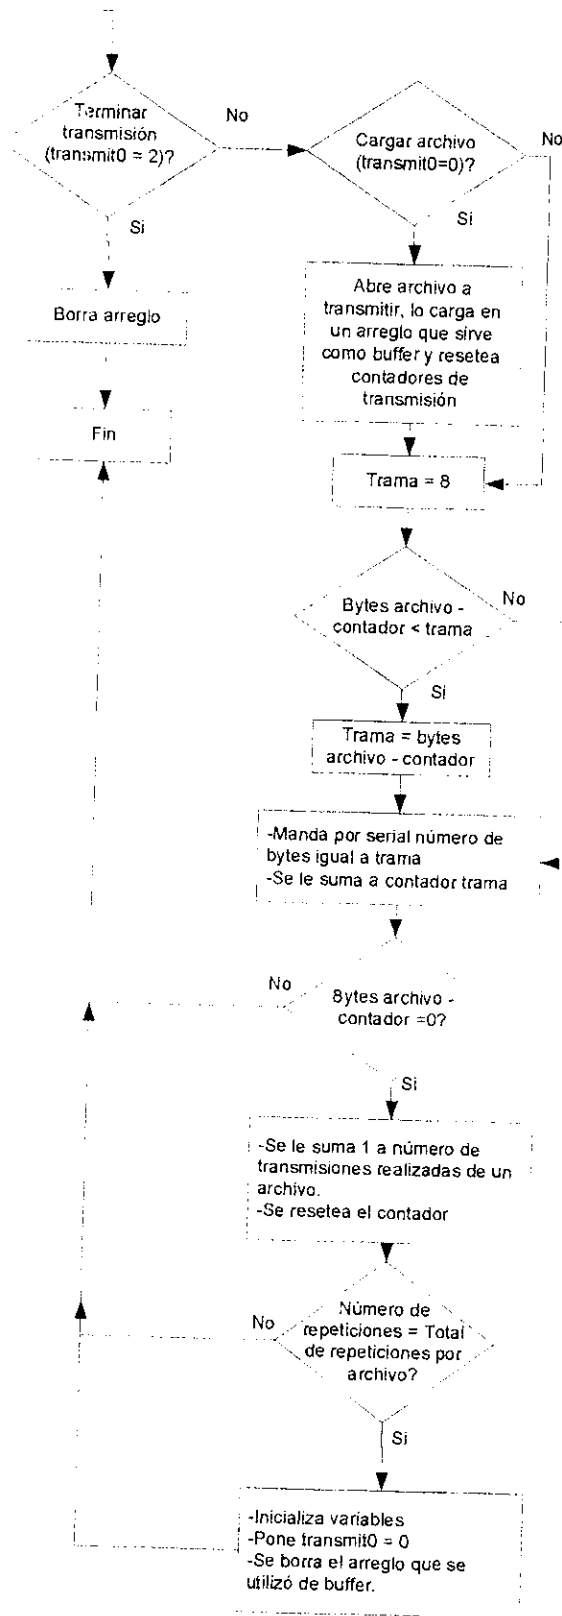 Terminar
transmisión
(transmit0 = 2)?
No
Cargar archivo
(transmit0=0)?
No
Si
Si
Borra arreglo
Fin
Abre archivo a
transmitir, lo carga en
un arreglo que sirve
como buffer y resetea
contadores de
transmisión
Trama = 8
Bytes archivo -
contador < trama
No
Si
Trama = bytes
archivo - contador
-Manda por serial número de
bytes igual a trama
-Se le suma a contador trama
No
Bytes archivo -
contador =0?
Si
-Se le suma 1 a número de
transmisiones realizadas de un
archivo.
-Se resetea el contador
No
Número de
repeticiones = Total
de repeticiones por
archivo?
Si
-Inicializa variables
-Pone transmit0 = 0
-Se borra el arreglo que se
utilizó de buffer.